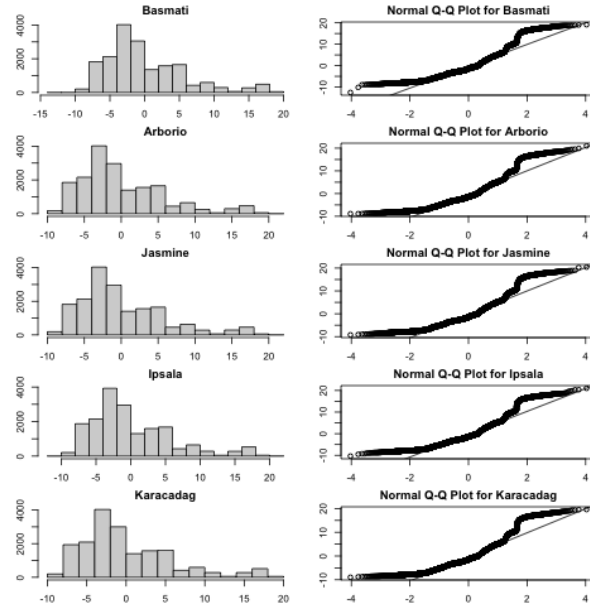 Basmati
Normal Q-Q Plot for Basmati
0 2000 4000
-10 0 10 20
-15 -10 -5 0 5 10 15 20
-4 -2 0 2 4
Arborio
Normal Q-Q Plot for Arborio
0 2000 4000
-10 0 10 20
-10 -5 0 5 10 15 20
-4 -2 0 2 4
Jasmine
Normal Q-Q Plot for Jasmine
0 2000 4000
-10 0 10 20
-10 -5 0 5 10 15 20
-4 -2 0 2 4
Ipsala
Normal Q-Q Plot for Ipsala
0 2000 4000
-10 0 10 20
-10 -5 0 5 10 15 20
-4 -2 0 2 4
Karacadag
Normal Q-Q Plot for Karacadag
0 2000 4000
-10 0 10 20
-10 -5 0 5 10 15 20
-4 -2 0 2 4